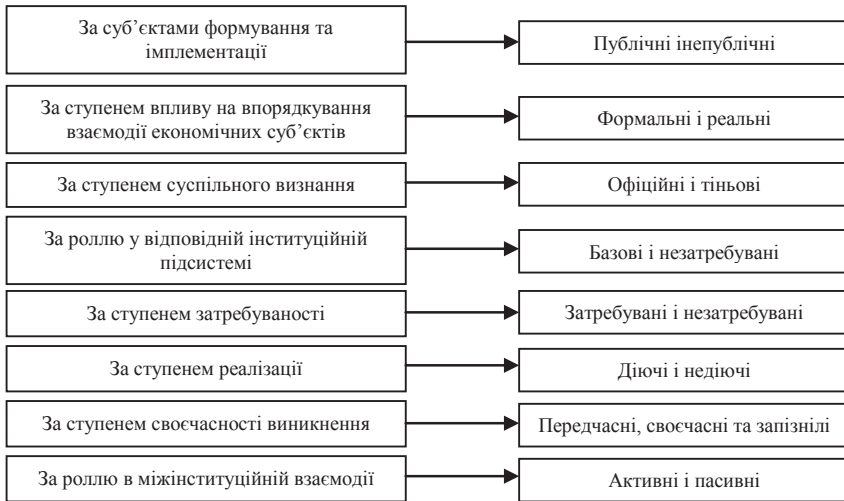 За суб’єктами формування та
імплементації
Публічні інепублічні
За ступенем впливу на впорядкування
взаємодії економічних суб’єктів
Формальні і реальні
За ступенем суспільного визнання
Офіційні і тіньові
За роллю у відповідній інституційній
підсистемі
Базові і незатребувані
За ступенем затребуваності
Затребувані і незатребувані
За ступенем реалізації
Діючі і недіючі
За ступенем своєчасності виникнення
Передчасні, своєчасні та запізнілі
За роллю в міжінституційній взаємодії
Активні і пасивні